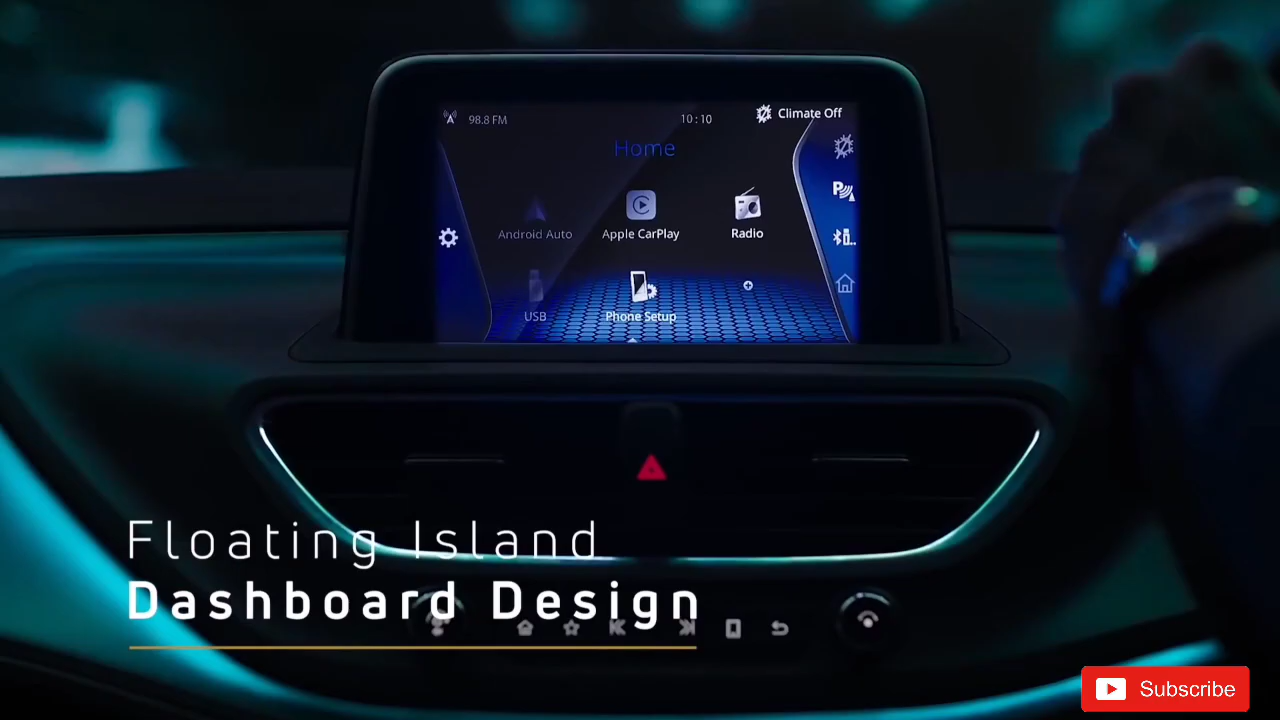 98.8 FM
10:10
Climate Off
Home
Android Auto
Apple CarPlay
Radio
USB
Phone Setup
Floating Island
Dashboard Design
Subscribe